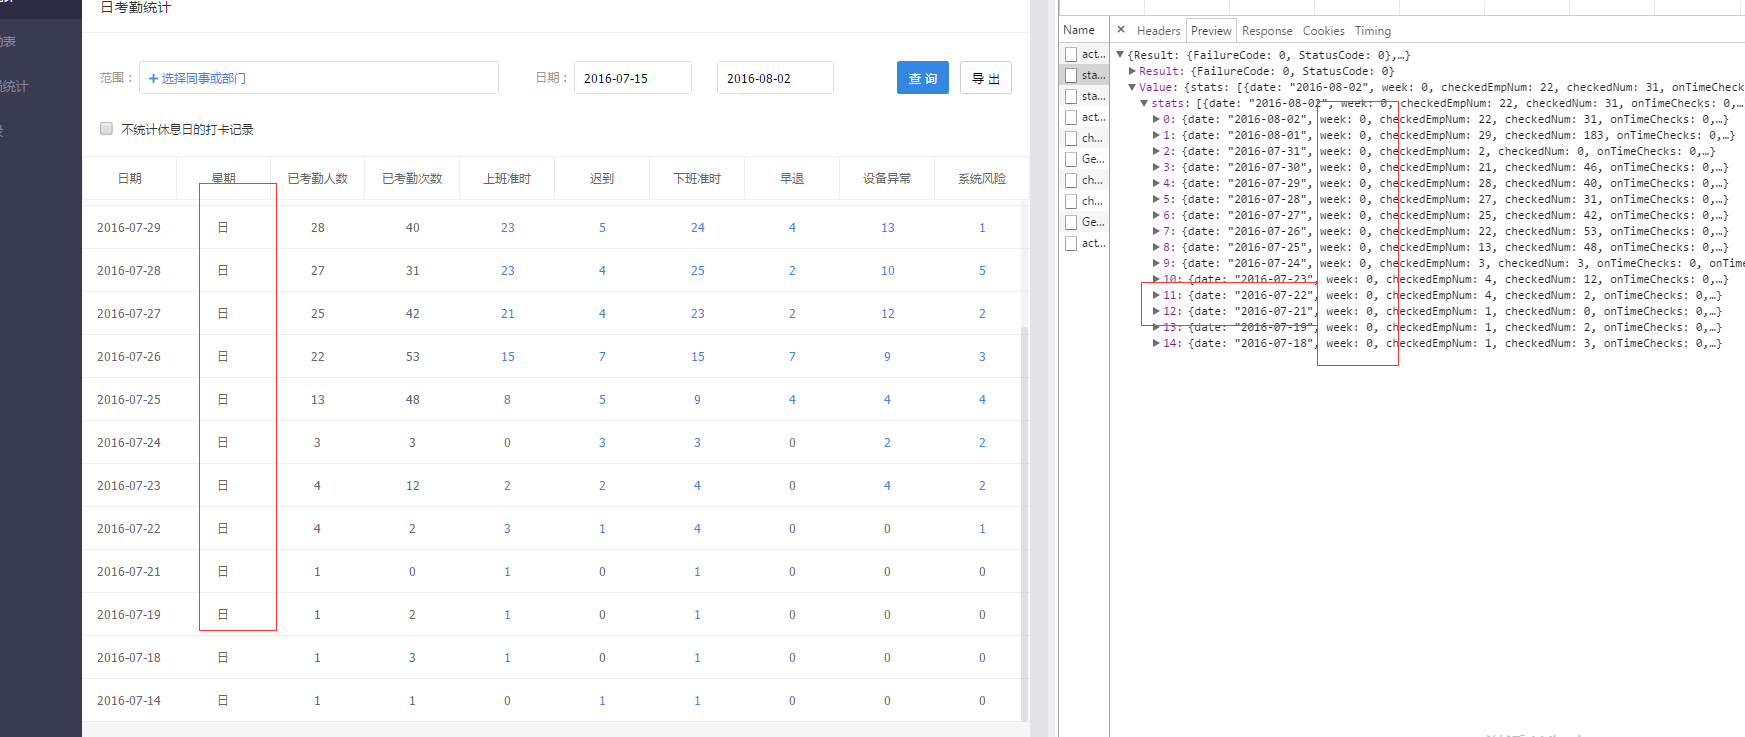 日考勤统计
勋表
员统计
录
范围： + 选择同事或部门 日期： 2016-07-15 2016-08-02 查 询 导 出
不统计休息日的打卡记录
日期 星期 已考勤人数 已考勤次数 上班准时 迟到 下班准时 早退 设备异常 系统风险
2016-07-29 日 28 40 23 5 24 4 13 1
2016-07-28 日 27 31 23 4 25 2 10 5
2016-07-27 日 25 42 21 4 23 2 12 2
2016-07-26 日 22 53 15 7 15 7 9 3
2016-07-25 日 13 48 8 5 9 4 4 4
2016-07-24 日 3 3 0 3 3 0 2 2
2016-07-23 日 4 12 2 2 4 0 4 2
2016-07-22 日 4 2 3 1 4 0 0 1
2016-07-21 日 1 0 1 0 1 0 0 0
2016-07-19 日 1 2 1 0 1 0 0 0
2016-07-18 日 1 3 1 0 1 0 0 0
2016-07-14 日 1 1 0 1 1 0 0 0
Name
act...
sta...
sta...
act...
ch...
Ge...
ch...
ch...
Ge...
act...
× Headers Preview Response Cookies Timing
{Result: {FailureCode: 0, StatusCode: 0},…}
Result: {FailureCode: 0, StatusCode: 0}
Value: {stats: [{date: "2016-08-02", week: 0, checkedEmpNum: 22, checkedNum: 31, onTimeCheck
stats: [{date: "2016-08-02", week: 0, checkedEmpNum: 22, checkedNum: 31, onTimeChecks: 0,…}
0: {date: "2016-08-02", week: 0, checkedEmpNum: 22, checkedNum: 31, onTimeChecks: 0,…}
1: {date: "2016-08-01", week: 0, checkedEmpNum: 29, checkedNum: 183, onTimeChecks: 0,…}
2: {date: "2016-07-31", week: 0, checkedEmpNum: 2, checkedNum: 0, onTimeChecks: 0,…}
3: {date: "2016-07-30", week: 0, checkedEmpNum: 21, checkedNum: 46, onTimeChecks: 0,…}
4: {date: "2016-07-29", week: 0, checkedEmpNum: 28, checkedNum: 40, onTimeChecks: 0,…}
5: {date: "2016-07-28", week: 0, checkedEmpNum: 27, checkedNum: 31, onTimeChecks: 0,…}
6: {date: "2016-07-27", week: 0, checkedEmpNum: 25, checkedNum: 42, onTimeChecks: 0,…}
7: {date: "2016-07-26", week: 0, checkedEmpNum: 22, checkedNum: 53, onTimeChecks: 0,…}
8: {date: "2016-07-25", week: 0, checkedEmpNum: 13, checkedNum: 48, onTimeChecks: 0,…}
9: {date: "2016-07-24", week: 0, checkedEmpNum: 3, checkedNum: 3, onTimeChecks: 0, onTim
10: {date: "2016-07-23", week: 0, checkedEmpNum: 4, checkedNum: 12, onTimeChecks: 0,…}
11: {date: "2016-07-22", week: 0, checkedEmpNum: 4, checkedNum: 2, onTimeChecks: 0,…}
12: {date: "2016-07-21", week: 0, checkedEmpNum: 1, checkedNum: 0, onTimeChecks: 0,…}
13: {date: "2016-07-19", week: 0, checkedEmpNum: 1, checkedNum: 2, onTimeChecks: 0,…}
14: {date: "2016-07-18", week: 0, checkedEmpNum: 1, checkedNum: 3, onTimeChecks: 0,…}